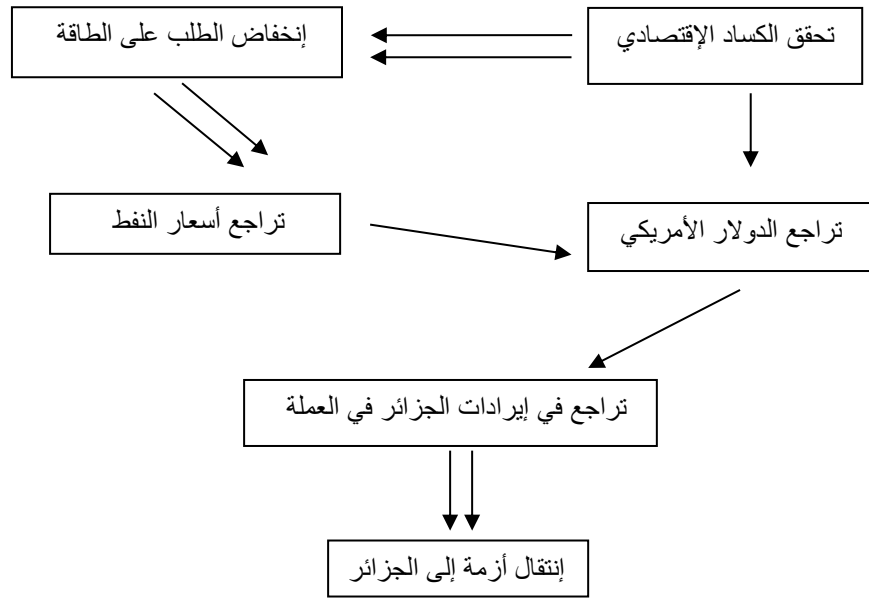 تحقق الكساد الإقتصادي
إنخفاض الطلب على الطاقة
تراجع أسعار النفط
تراجع الدولار الأمريكي
تراجع في إيرادات الجزائر في العملة
إنتقال أزمة إلى الجزائر